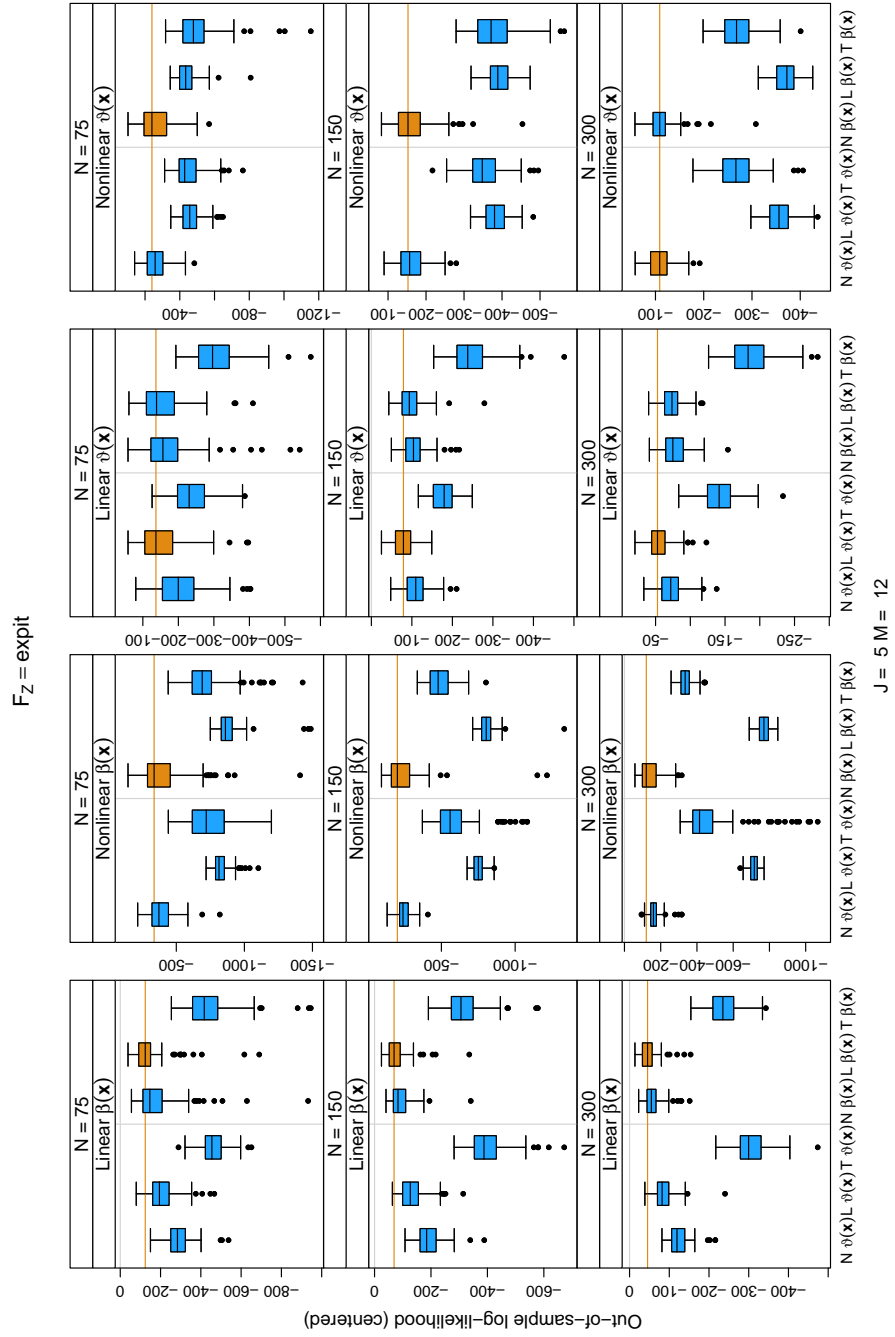 F_Z = expit
N = 75
Linear β(x)
N = 75
Nonlinear β(x)
N = 75
Linear ϑ(x)
N = 75
Nonlinear ϑ(x)
0 −200 −400 −600 −800
−500 −1000 −1500
−100 −200 −300 −400 −500
−400 −800 −1200
N = 150
Linear β(x)
N = 150
Nonlinear β(x)
N = 150
Linear ϑ(x)
N = 150
Nonlinear ϑ(x)
0 −200 −400 −600
−500 −1000
−100 −200 −300 −400
−100 −200 −300 −400 −500
N = 300
Linear β(x)
N = 300
Nonlinear β(x)
N = 300
Linear ϑ(x)
N = 300
Nonlinear ϑ(x)
0 −100 −200 −300 −400
−200 −400 −600 −1000
−50 −150 −250
−100 −200 −300 −400
N ϑ(x) L ϑ(x) T ϑ(x) N β(x) L β(x) T β(x)
N ϑ(x) L ϑ(x) T ϑ(x) N β(x) L β(x) T β(x)
N ϑ(x) L ϑ(x) T ϑ(x) N β(x) L β(x) T β(x)
N ϑ(x) L ϑ(x) T ϑ(x) N β(x) L β(x) T β(x)
Out−of−sample log−likelihood (centered)
J = 5 M = 12